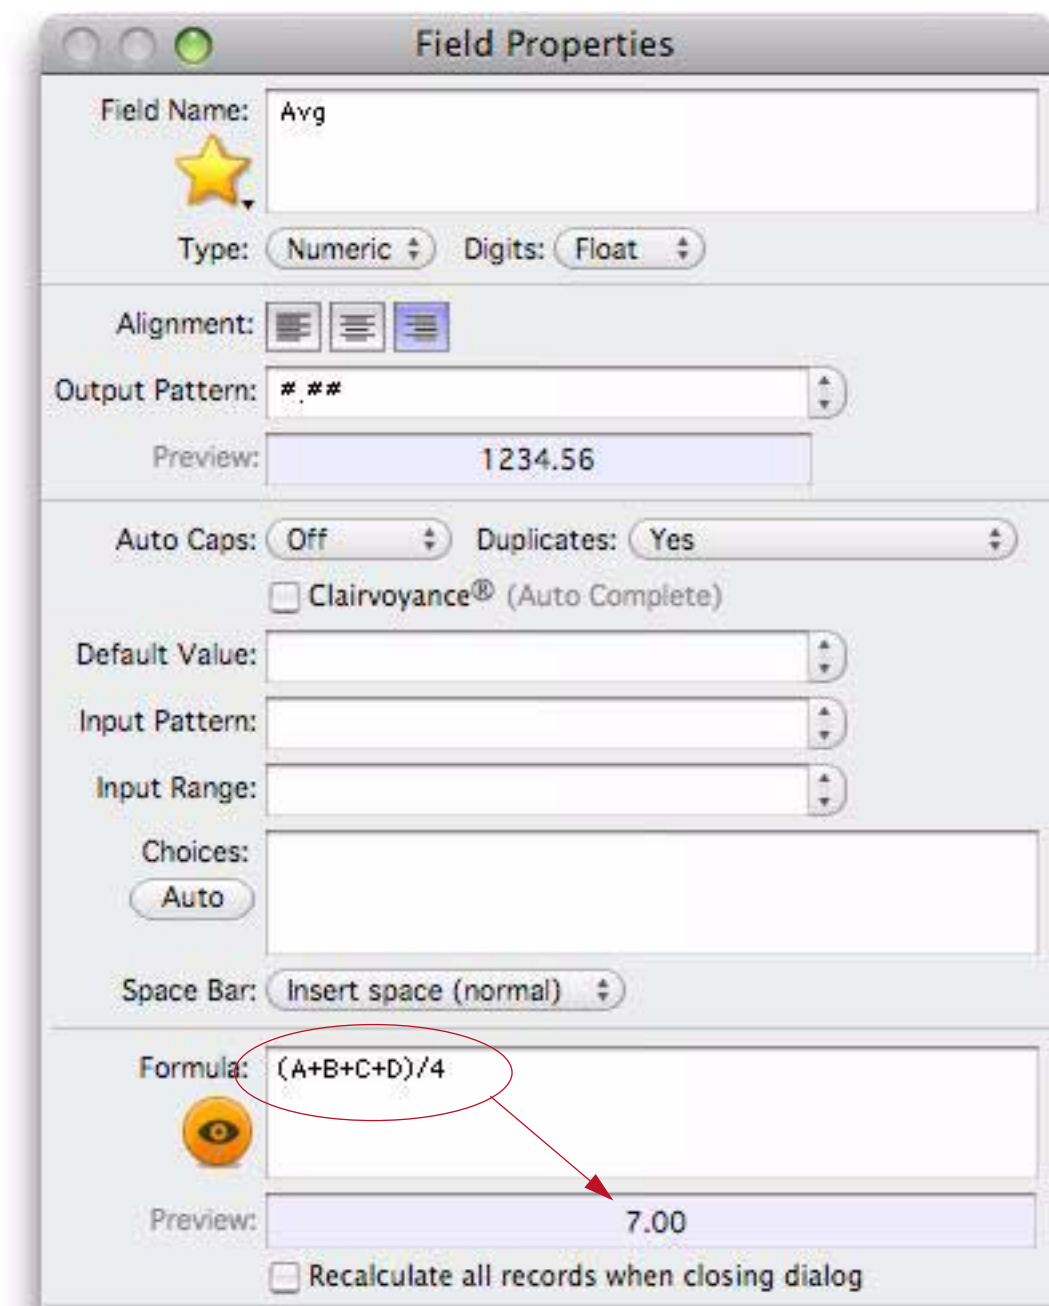 Field Properties
Field Name: Avg
Type: Numeric Digits: Float
Alignment:
Output Pattern: #.##
Preview: 1234.56
Auto Caps: Off Duplicates: Yes
Clairvoyance® (Auto Complete)
Default Value:
Input Pattern:
Input Range:
Choices:
Auto
Space Bar: Insert space (normal)
Formula: (A+B+C+D)/4
Preview: 7.00
Recalculate all records when closing dialog